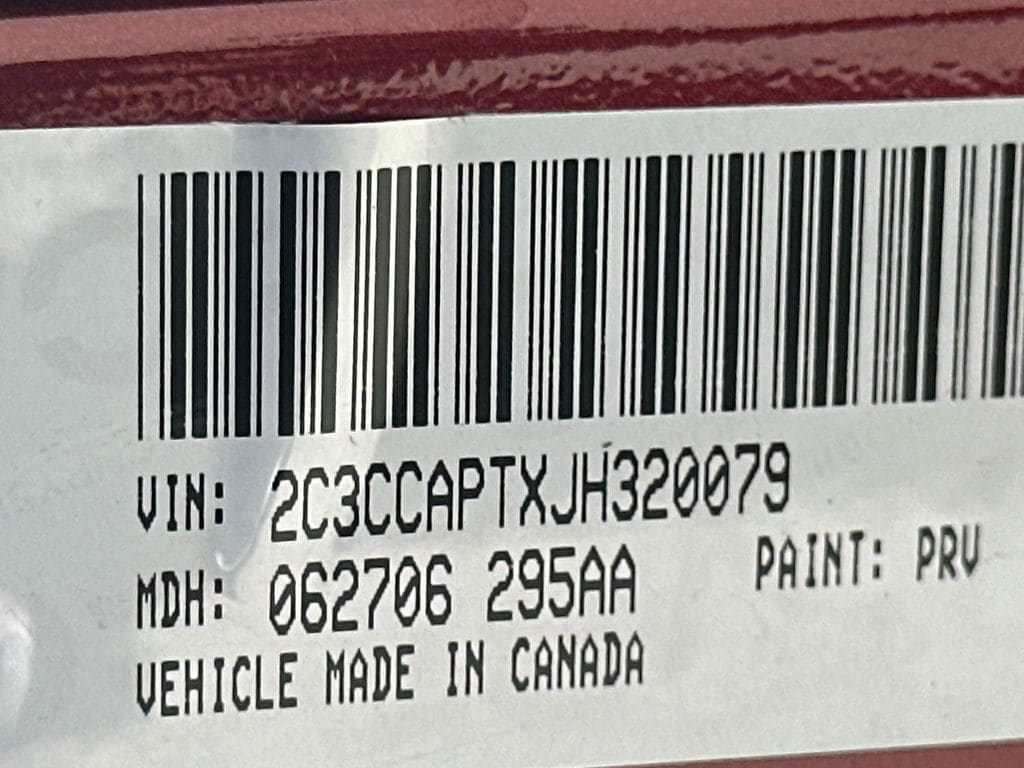 VIN: 2C3CCAPTXJH320079
MDH: 062706 295AA
PAINT: PRV
VEHICLE MADE IN CANADA